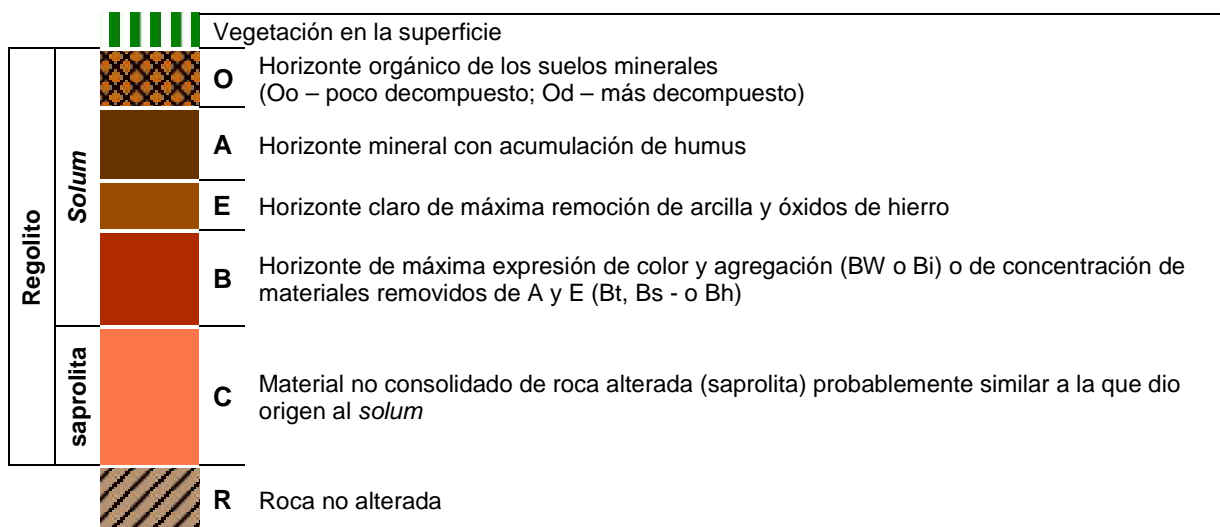 Vegetación en la superficie
Regolito
Solum
O
Horizonte orgánico de los suelos minerales
(Oo – poco decompuesto; Od – más decompuesto)
A
Horizonte mineral con acumulación de humus
E
Horizonte claro de máxima remoción de arcilla y óxidos de hierro
B
Horizonte de máxima expresión de color y agregación (BW o Bi) o de concentración de
materiales removidos de A y E (Bt, Bs - o Bh)
saprolita
C
Material no consolidado de roca alterada (saprolita) probablemente similar a la que dio
origen al solum
R
Roca no alterada